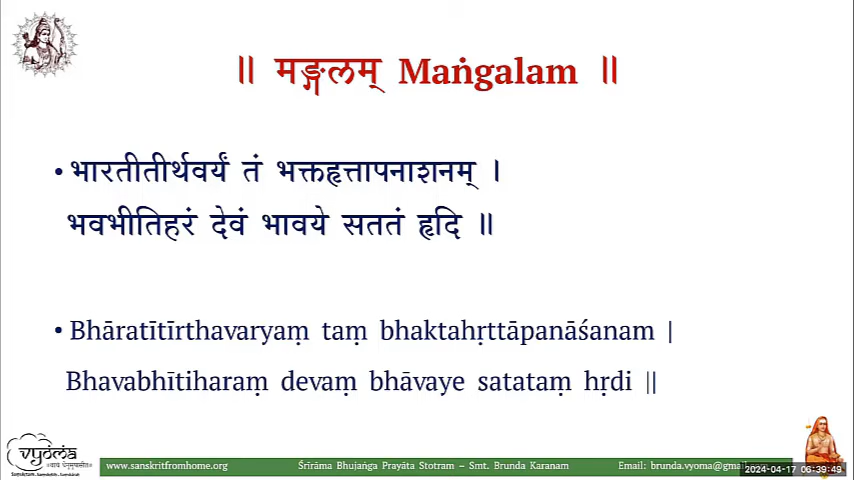 ॥ मङ्गलम् Maṅgalam ॥
• भारतीतीर्थवर्यं तं भक्तहृत्तापनाशनम् ।
भवभीतिहरं देवं भावये सततं हृदि ॥
• Bhāratītīrthavaryaṃ taṃ bhaktahṛttāpanāśanam |
Bhavabhītiharaṃ devaṃ bhāvaye satataṃ hṛdi ||
vyoma
www.sanskritfromhome.org Śrīrāma Bhujaṅga Prayāta Stotram – Smt. Brunda Karanam Email: brunda.vyoma@gmail
2024-04-17 06:39:49